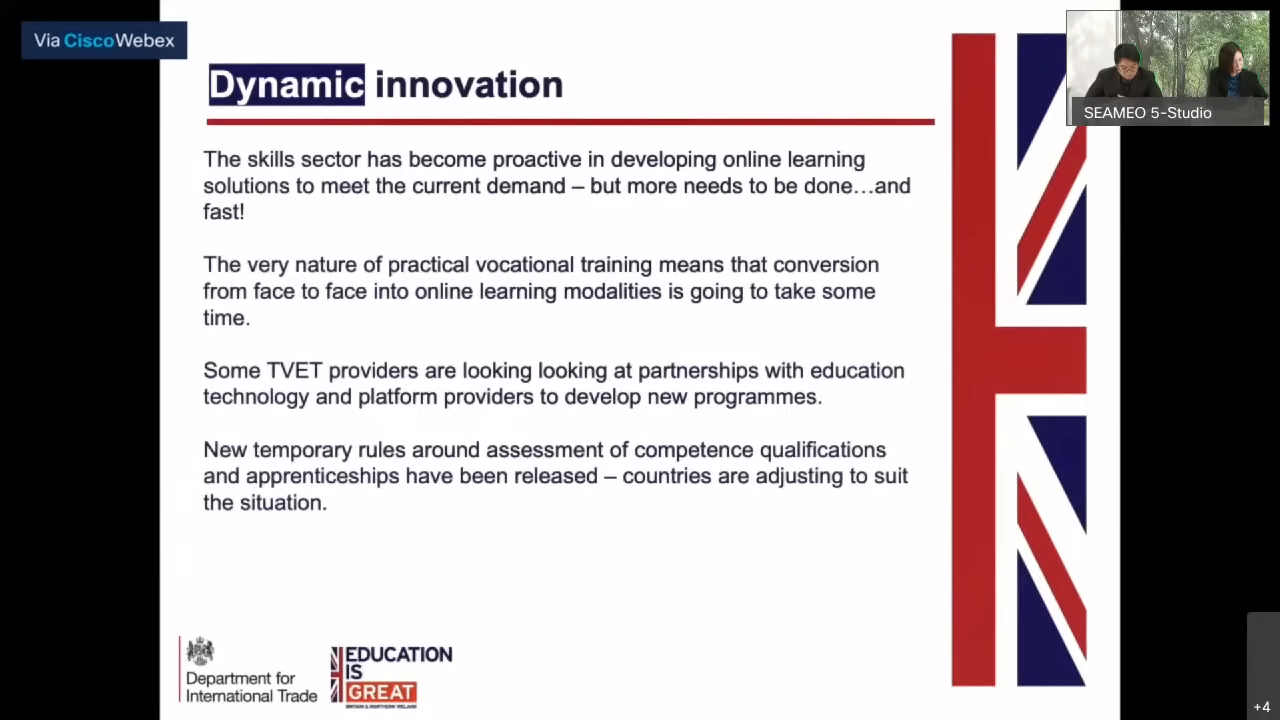 Via CiscoWebex
Dynamic innovation
SEAMEO 5-Studio
The skills sector has become proactive in developing online learning
solutions to meet the current demand – but more needs to be done…and
fast!
The very nature of practical vocational training means that conversion
from face to face into online learning modalities is going to take some
time.
Some TVET providers are looking looking at partnerships with education
technology and platform providers to develop new programmes.
New temporary rules around assessment of competence qualifications
and apprenticeships have been released – countries are adjusting to suit
the situation.
Department for
International Trade
EDUCATION
IS
GREAT
BRITAIN & NORTHERN IRELAND
+4